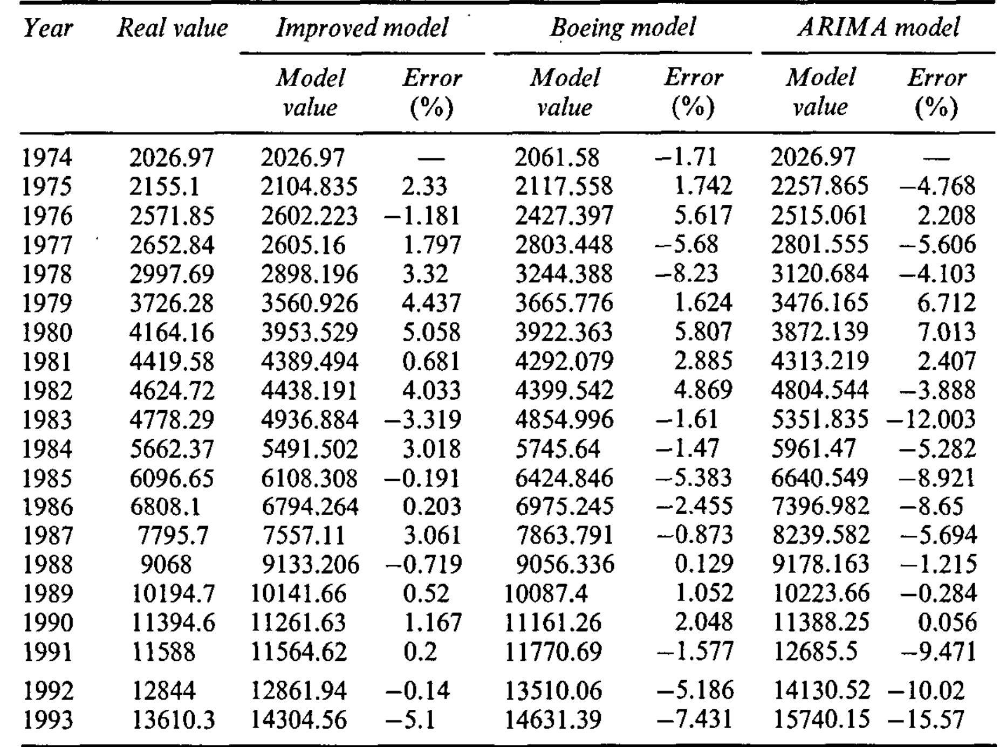 Year Real value Improved model Boeing model ARIMA model
Model Error Model Error Model Error
value (%) value (%) value (%)
1974 2026.97 2026.97 — 2061.58 −1.71 2026.97 —
1975 2155.1 2104.835 2.33 2117.558 1.742 2257.865 −4.768
1976 2571.85 2602.223 −1.181 2427.397 5.617 2515.061 2.208
1977 2652.84 2605.16 1.797 2803.448 −5.68 2801.555 −5.606
1978 2997.69 2898.196 3.32 3244.388 −8.23 3120.684 −4.103
1979 3726.28 3560.926 4.437 3665.776 1.624 3476.165 6.712
1980 4164.16 3953.529 5.058 3922.363 5.807 3872.139 7.013
1981 4419.58 4389.494 0.681 4292.079 2.885 4313.219 2.407
1982 4624.72 4438.191 4.033 4399.542 4.869 4804.544 −3.888
1983 4778.29 4936.884 −3.319 4854.996 −1.61 5351.835 −12.003
1984 5662.37 5491.502 3.018 5745.64 −1.47 5961.47 −5.282
1985 6096.65 6108.308 −0.191 6424.846 −5.383 6640.549 −8.921
1986 6808.1 6794.264 0.203 6975.245 −2.455 7396.982 −8.65
1987 7795.7 7557.11 3.061 7863.791 −0.873 8239.582 −5.694
1988 9068 9133.206 −0.719 9056.336 0.129 9178.163 −1.215
1989 10194.7 10141.66 0.52 10087.4 1.052 10223.66 −0.284
1990 11394.6 11261.63 1.167 11161.26 2.048 11388.25 0.056
1991 11588 11564.62 0.2 11770.69 −1.577 12685.5 −9.471
1992 12844 12861.94 −0.14 13510.06 −5.186 14130.52 −10.02
1993 13610.3 14304.56 −5.1 14631.39 −7.431 15740.15 −15.57